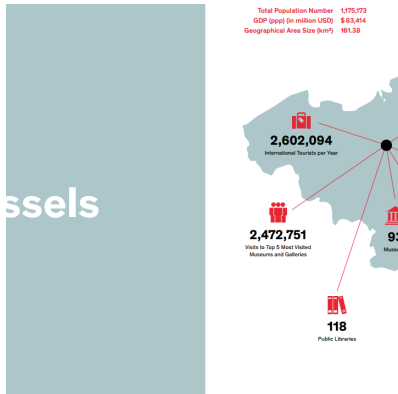 Total Population Number 1,175,173
GDP (ppp) (in million USD) $ 83,414
Geographical Area Size (km²) 161.38
2,602,094
International Tourists per Year
ssels
2,472,751
Visits to Top 5 Most Visited
Museums and Galleries
93
Museu
118
Public Libraries